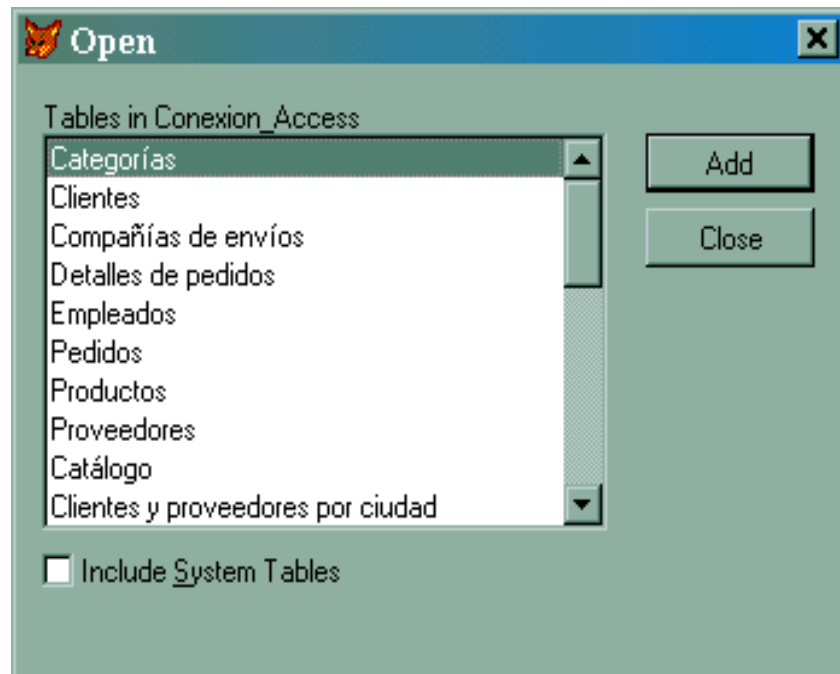 Open
Tables in Conexion_Access
Categorías
Clientes
Compañías de envíos
Detalles de pedidos
Empleados
Pedidos
Productos
Proveedores
Catálogo
Clientes y proveedores por ciudad
Add
Close
Include System Tables